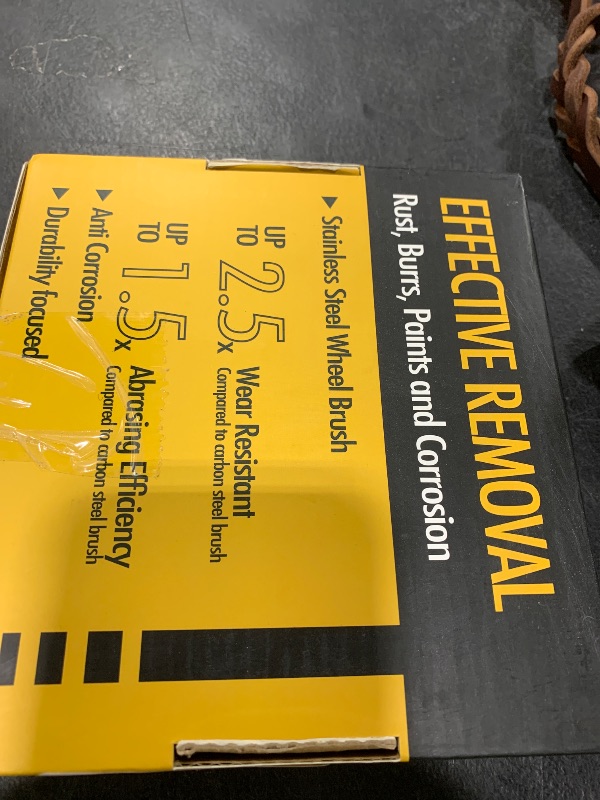 EFFECTIVE REMOVAL
Rust, Burrs, Paints and Corrosion
▶ Stainless Steel Wheel Brush
UP TO 2.5x Wear Resistant
Compared to carbon steel brush
UP TO 1.5x Abrasing Efficiency
Compared to carbon steel brush
▶ Anti Corrosion
▶ Durability focused